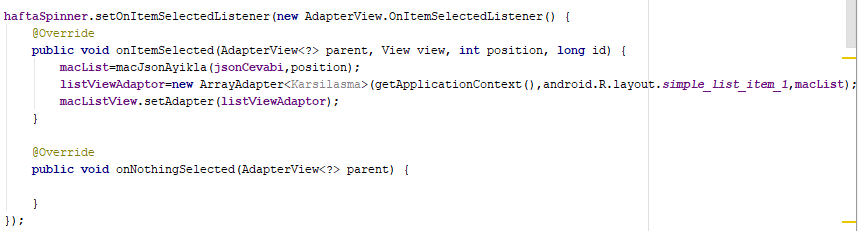 haftaSpinner.setOnItemSelectedListener(new AdapterView.OnItemSelectedListener() {
    @Override
    public void onItemSelected(AdapterView<?> parent, View view, int position, long id) {
        macList=macJsonAyikla(jsonCevabi,position);
        listViewAdaptor=new ArrayAdapter<Karsilasma>(getApplicationContext(),android.R.layout.simple_list_item_1,macList);
        macListView.setAdapter(listViewAdaptor);
    }

    @Override
    public void onNothingSelected(AdapterView<?> parent) {

    }
});